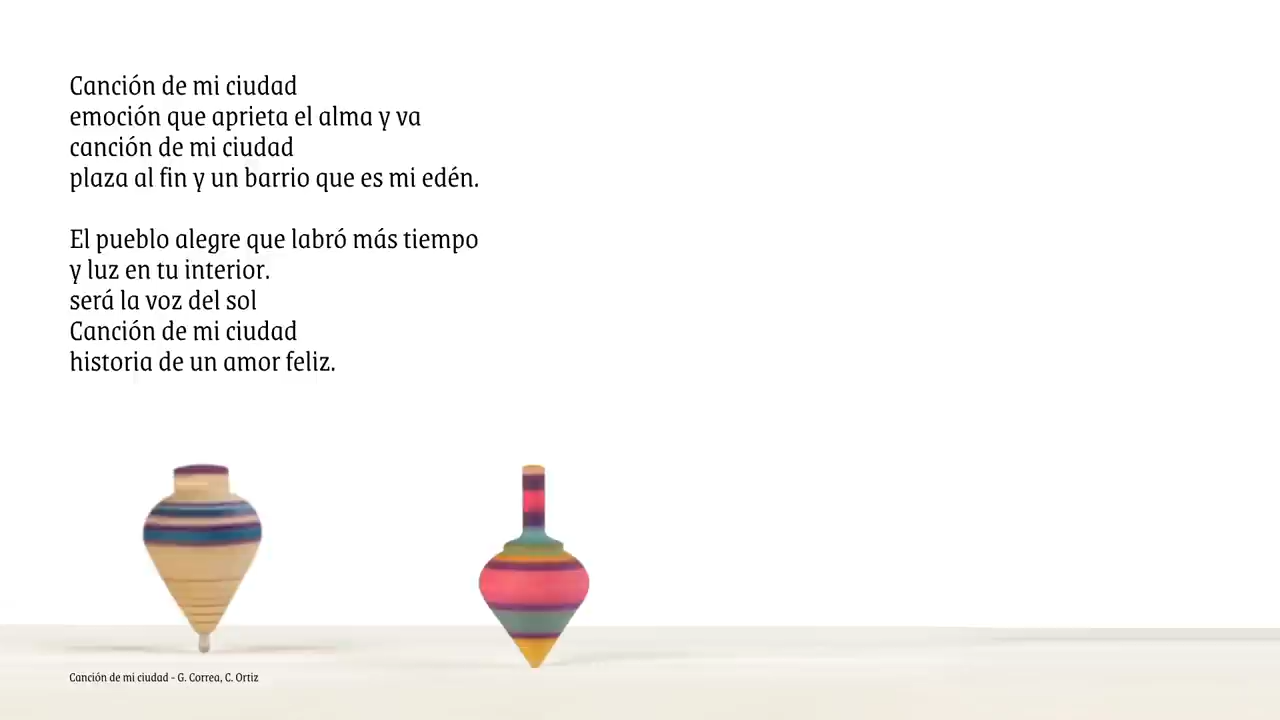 Canción de mi ciudad
emoción que aprieta el alma y va
canción de mi ciudad
plaza al fin y un barrio que es mi edén.
El pueblo alegre que labró más tiempo
y luz en tu interior.
será la voz del sol
Canción de mi ciudad
historia de un amor feliz.
Canción de mi ciudad - G. Correa, C. Ortiz